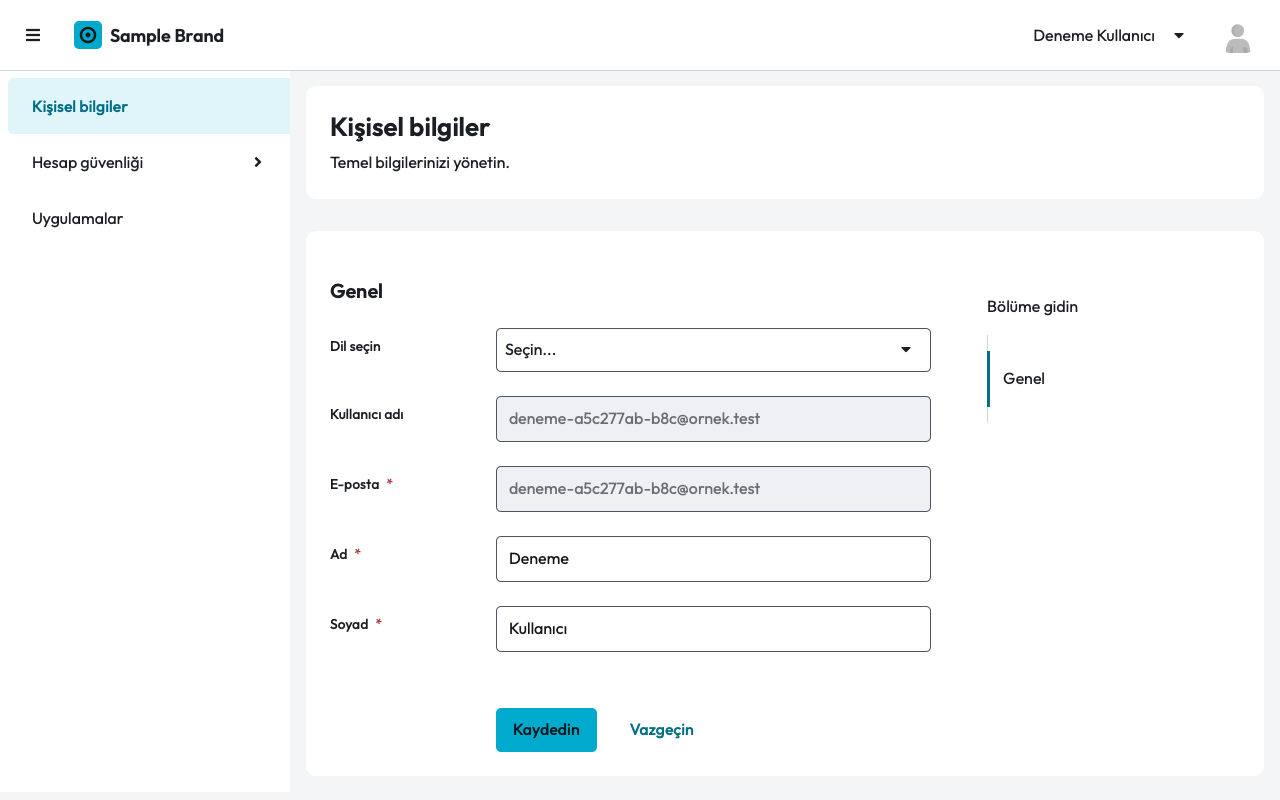 Sample Brand
Deneme Kullanıcı
Kişisel bilgiler
Hesap güvenliği
Uygulamalar
Kişisel bilgiler
Temel bilgilerinizi yönetin.
Genel
Dil seçin
Seçin...
Kullanıcı adı
deneme-a5c277ab-b8c@ornek.test
E-posta *
deneme-a5c277ab-b8c@ornek.test
Ad *
Deneme
Soyad *
Kullanıcı
Kaydedin
Vazgeçin
Bölüme gidin
Genel